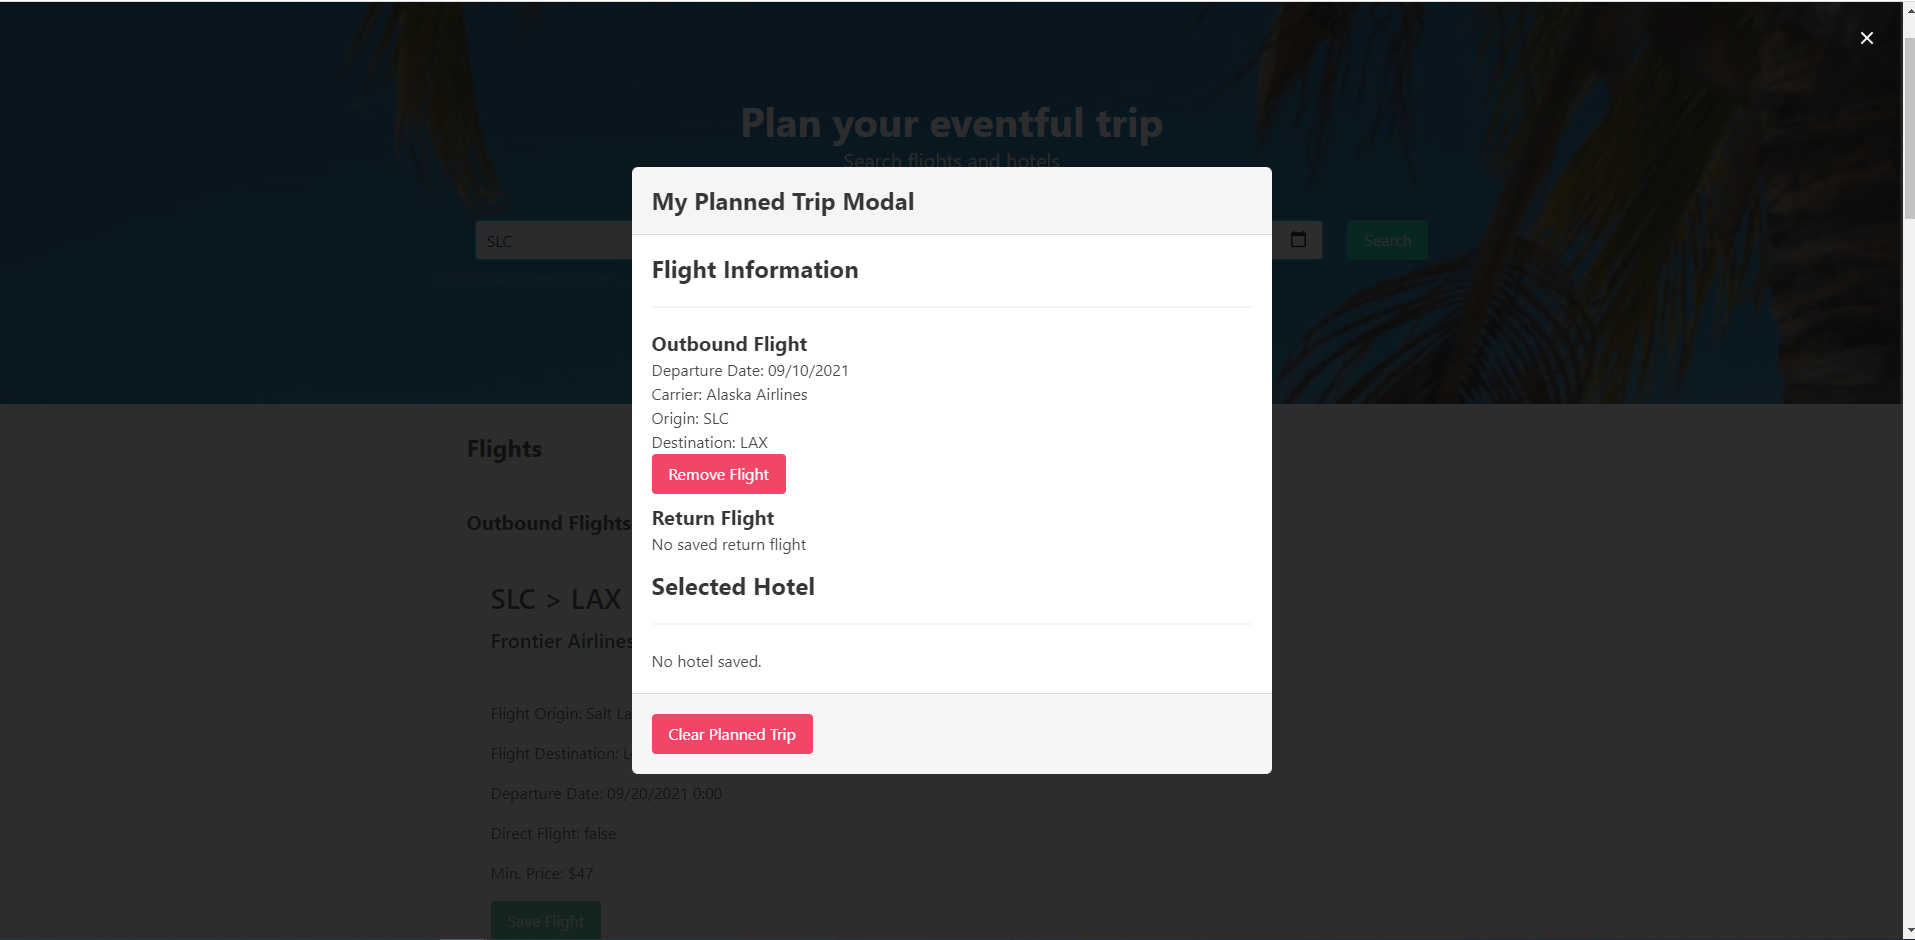 Plan your eventful trip
Search flights and hotels
My Planned Trip Modal
SLC
Search
Flight Information
Outbound Flight
Departure Date: 09/10/2021
Carrier: Alaska Airlines
Origin: SLC
Destination: LAX
Remove Flight
Return Flight
No saved return flight
Selected Hotel
No hotel saved.
Clear Planned Trip
Flights
Outbound Flights
SLC > LAX
Frontier Airlines
Flight Origin: Salt
Flight Destination:
Departure Date: 09/20/2021 0:00
Direct Flight: false
Min. Price: $47
Save Flight